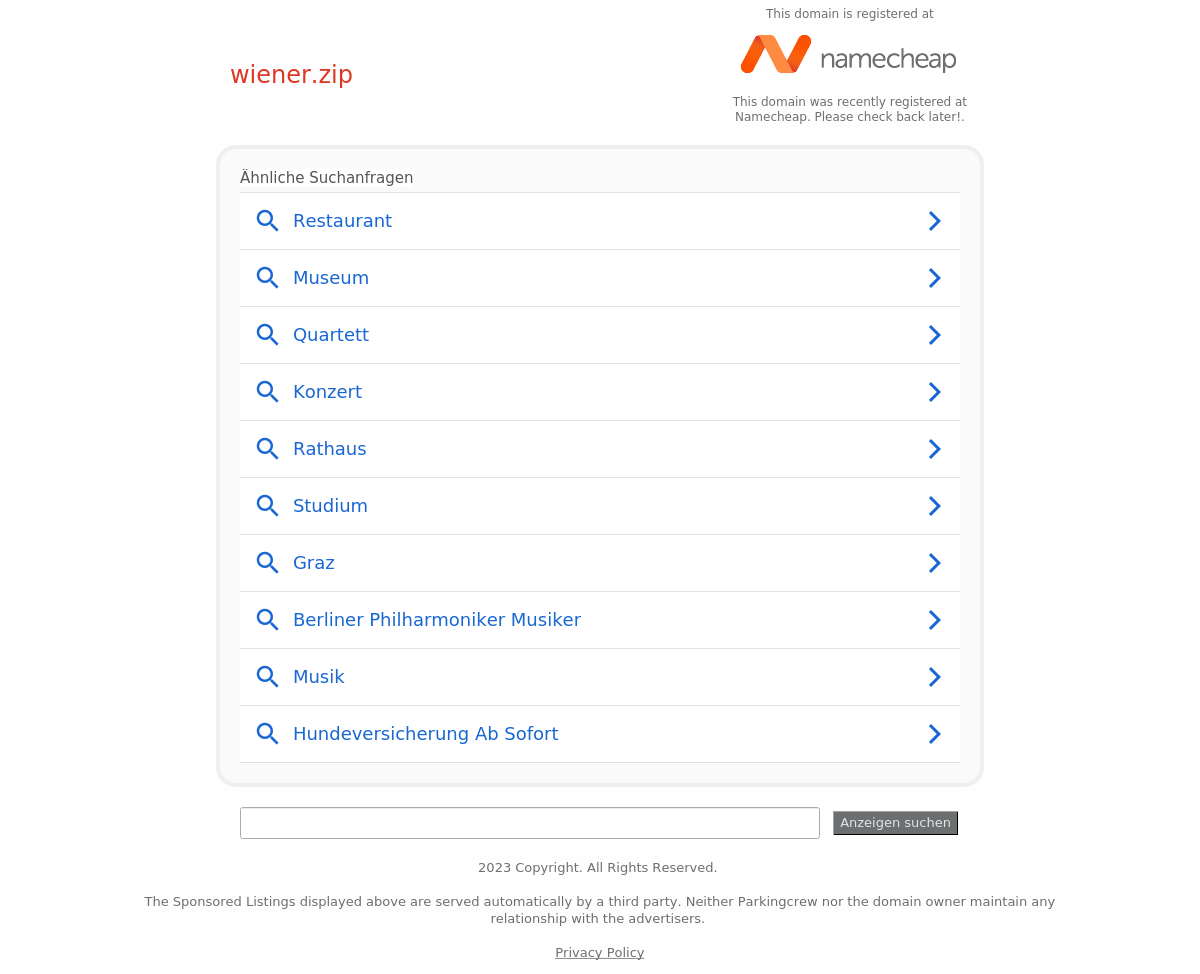 This domain is registered at
wiener.zip
namecheap
This domain was recently registered at
Namecheap. Please check back later!.
Ähnliche Suchanfragen
Restaurant
Museum
Quartett
Konzert
Rathaus
Studium
Graz
Berliner Philharmoniker Musiker
Musik
Hundeversicherung Ab Sofort
Anzeigen suchen
2023 Copyright. All Rights Reserved.
The Sponsored Listings displayed above are served automatically by a third party. Neither Parkingcrew nor the domain owner maintain any
relationship with the advertisers.
Privacy Policy